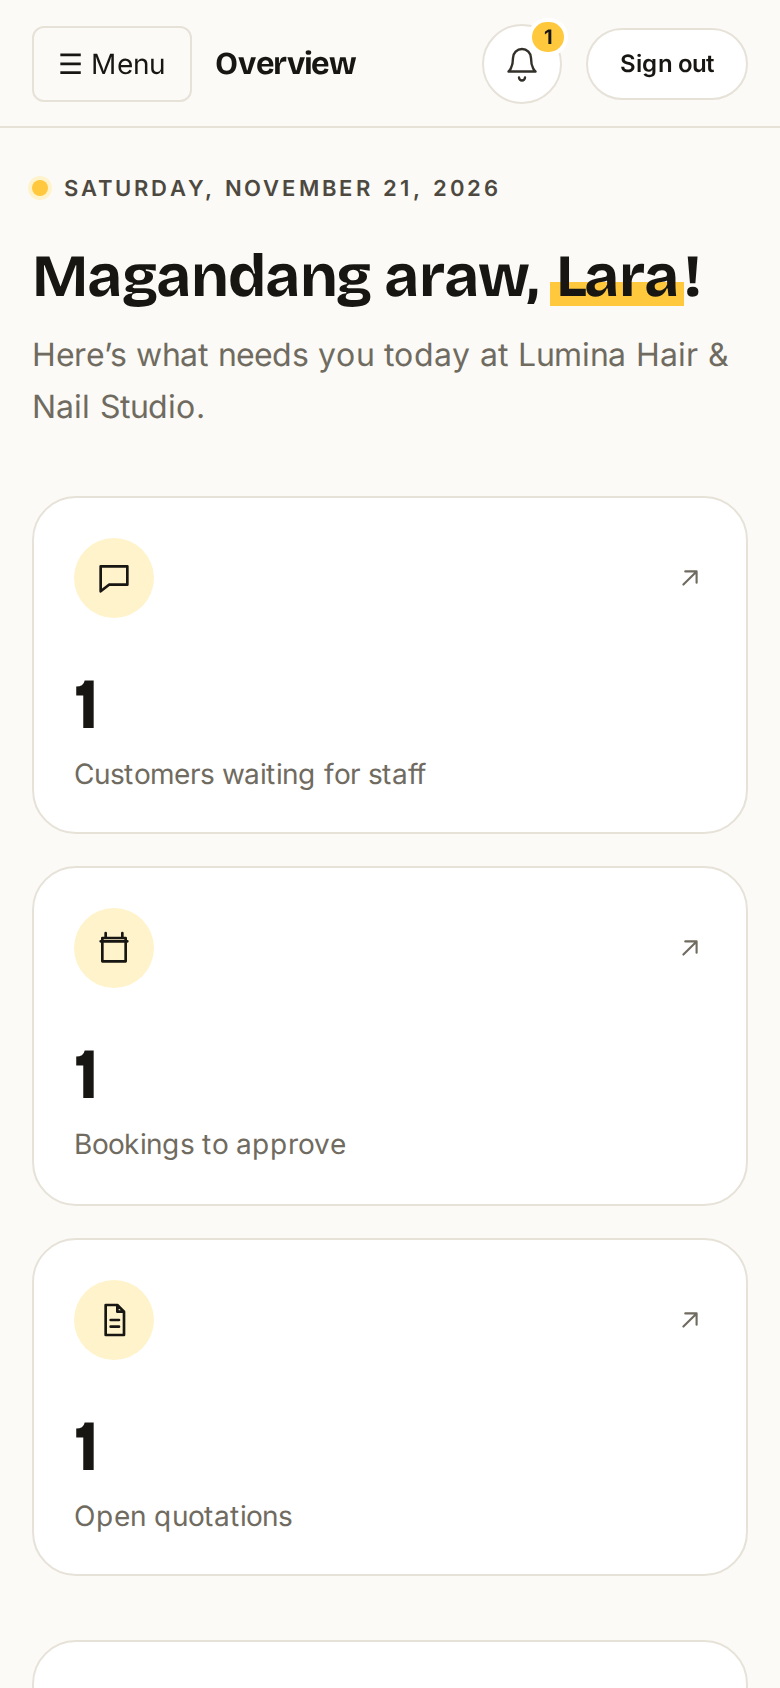 ☰ Menu
Overview
1
Sign out
SATURDAY, NOVEMBER 21, 2026
Magandang araw, Lara!
Here’s what needs you today at Lumina Hair &
Nail Studio.
1
Customers waiting for staff
1
Bookings to approve
1
Open quotations